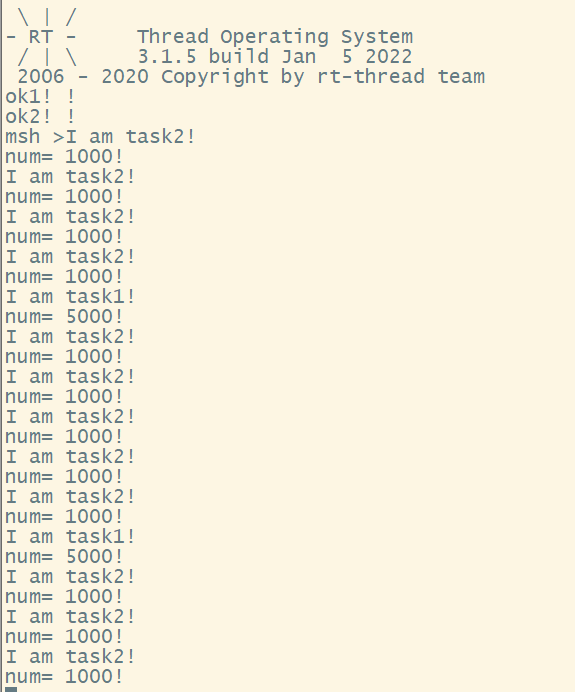 \ | /
- RT -     Thread Operating System
 / | \     3.1.5 build Jan  5 2022
 2006 - 2020 Copyright by rt-thread team
ok1! !
ok2! !
msh >I am task2!
num= 1000!
I am task2!
num= 1000!
I am task2!
num= 1000!
I am task2!
num= 1000!
I am task1!
num= 5000!
I am task2!
num= 1000!
I am task2!
num= 1000!
I am task2!
num= 1000!
I am task2!
num= 1000!
I am task2!
num= 1000!
I am task1!
num= 5000!
I am task2!
num= 1000!
I am task2!
num= 1000!
I am task2!
num= 1000!